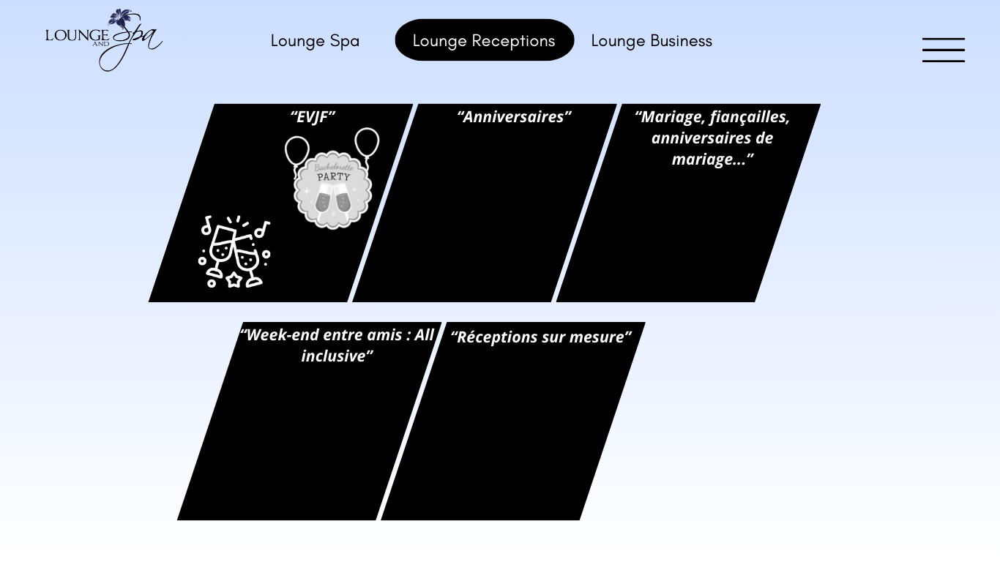 LOUNGE
AND
Spa
Lounge Spa
Lounge Receptions
Lounge Business
“EVJF”
Bachelorette
PARTY
“Anniversaires”
“Mariage, fiançailles,
anniversaires de
mariage...”
“Week-end entre amis : All
inclusive”
“Réceptions sur mesure”